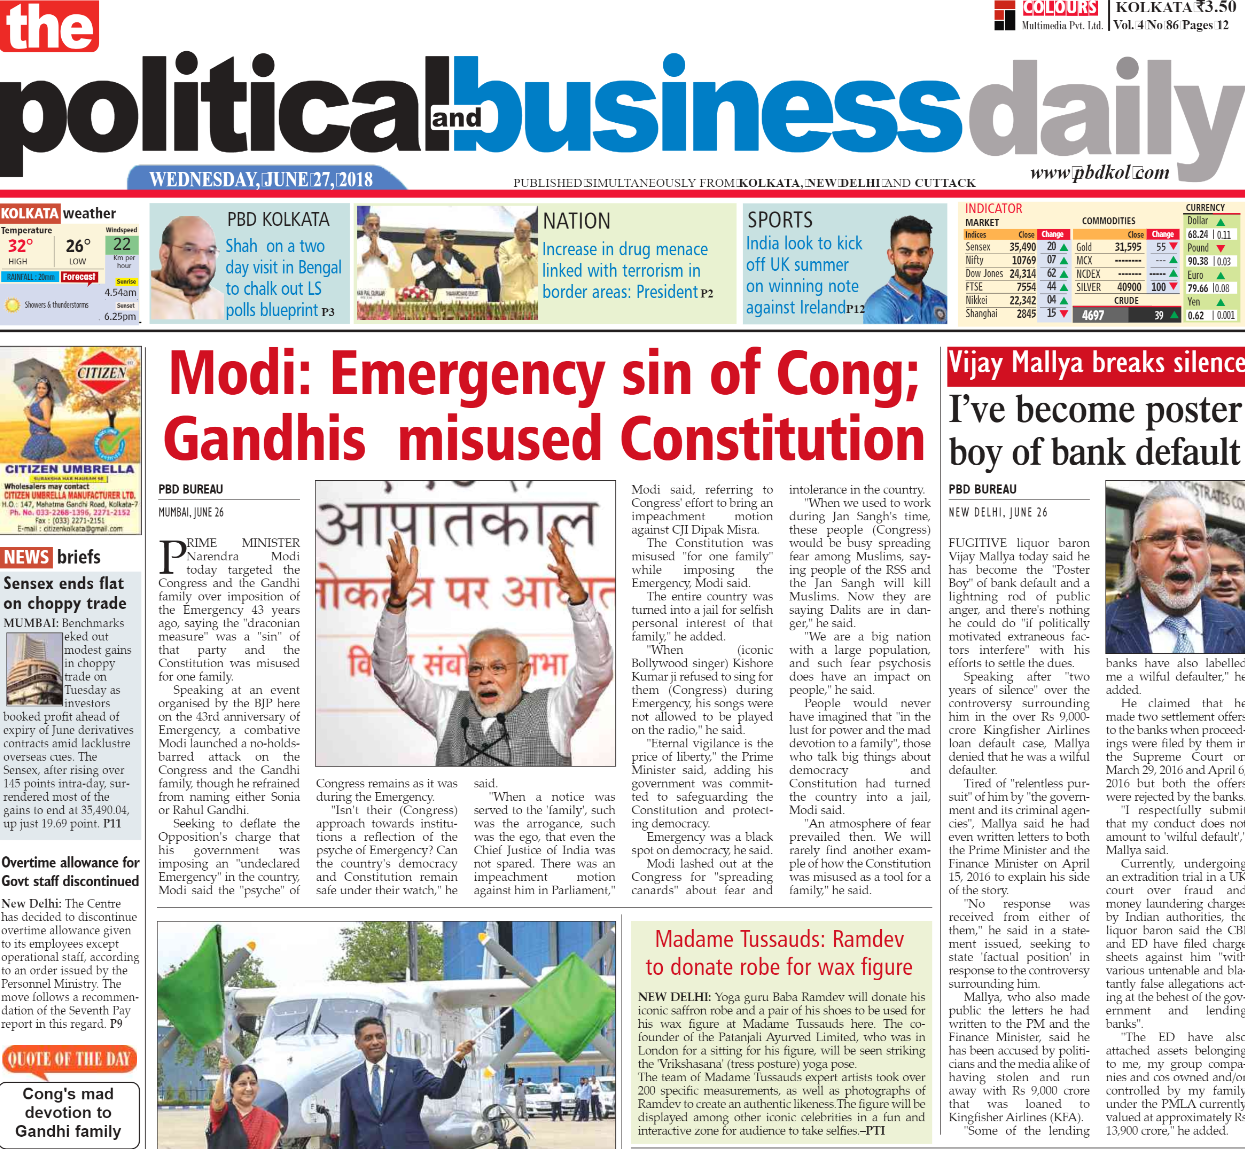 the
COLOURS
Multimedia Pvt. Ltd.
KOLKATA ₹3.50
Vol. 4 No 86 Pages 12
political and business daily
WEDNESDAY, JUNE 27, 2018
PUBLISHED SIMULTANEOUSLY FROM KOLKATA, NEW DELHI AND CUTTACK
www.pbdkol.com
KOLKATA weather
Temperature
Windspeed
32° 26° 22
HIGH LOW Km per
hour
RAINFALL : 20mm Forecast
Sunrise
4.54am
Showers & thunderstorms
Sunset
6.25pm
PBD KOLKATA
Shah on a two
day visit in Bengal
to chalk out LS
polls blueprint P3
NATION
Increase in drug menace
linked with terrorism in
border areas: President P2
SPORTS
India look to kick
off UK summer
on winning note
against Ireland P12
INDICATOR
MARKET
Indices Close Change
Sensex 35,490 20 ▲
Nifty 10769 07 ▲
Dow Jones 24,314 62 ▲
FTSE 7554 44 ▲
Nikkei 22,342 04 ▲
Shanghai 2845 15 ▼
COMMODITIES
Close Change
Gold 31,595 55 ▼
MCX -------- --- ▲
NCDEX ------- ----- ▲
SILVER 40900 100 ▼
CRUDE
4697 39 ▲
CURRENCY
Dollar ▲
68.24 | 0.11
Pound ▼
90.38 | 0.03
Euro ▲
79.66 | 0.08
Yen ▲
0.62 | 0.001
CITIZEN
CITIZEN UMBRELLA
SURAKSHA HAR MAUSAM SE
Wholesalers may contact
CITIZEN UMBRELLA MANUFACTURER LTD.
H.O.: 147, Mahatma Gandhi Road, Kolkata-7
Ph. No. 033-2268-1396, 2271-2152
Fax : (033) 2271-2151
E-mail : citizenkolkata@gmail.com
NEWS briefs
Sensex ends flat
on choppy trade
MUMBAI: Benchmarks
eked out
modest gains
in choppy
trade on
Tuesday as
investors
booked profit ahead of
expiry of June derivatives
contracts amid lacklustre
overseas cues. The
Sensex, after rising over
145 points intra-day, sur-
rendered most of the
gains to end at 35,490.04,
up just 19.69 point. P11
Overtime allowance for
Govt staff discontinued
New Delhi: The Centre
has decided to discontinue
overtime allowance given
to its employees except
operational staff, according
to an order issued by the
Personnel Ministry. The
move follows a recommen-
dation of the Seventh Pay
report in this regard. P9
QUOTE OF THE DAY
Cong's mad
devotion to
Gandhi family
Modi: Emergency sin of Cong;
Gandhis misused Constitution
PBD BUREAU
MUMBAI, JUNE 26
PRIME MINISTER
Narendra Modi
today targeted the
Congress and the Gandhi
family over imposition of
the Emergency 43 years
ago, saying the "draconian
measure" was a "sin" of
that party and the
Constitution was misused
for one family.
Speaking at an event
organised by the BJP here
on the 43rd anniversary of
Emergency, a combative
Modi launched a no-holds-
barred attack on the
Congress and the Gandhi
family, though he refrained
from naming either Sonia
or Rahul Gandhi.
Seeking to deflate the
Opposition's charge that
his government was
imposing an "undeclared
Emergency" in the country,
Modi said the "psyche" of
आपातकाल
लोकतंत्र पर आघात
Congress remains as it was
during the Emergency.
"Isn't their (Congress)
approach towards institu-
tions a reflection of the
psyche of Emergency? Can
the country's democracy
and Constitution remain
safe under their watch," he
said.
"When a notice was
served to the 'family', such
was the arrogance, such
was the ego, that even the
Chief Justice of India was
not spared. There was an
impeachment motion
against him in Parliament,"
Modi said, referring to
Congress' effort to bring an
impeachment motion
against CJI Dipak Misra.
The Constitution was
misused "for one family"
while imposing the
Emergency, Modi said.
The entire country was
turned into a jail for selfish
personal interest of that
family," he added.
"When (iconic
Bollywood singer) Kishore
Kumar ji refused to sing for
them (Congress) during
Emergency, his songs were
not allowed to be played
on the radio," he said.
"Eternal vigilance is the
price of liberty," the Prime
Minister said, adding his
government was commit-
ted to safeguarding the
Constitution and protect-
ing democracy.
Emergency was a black
spot on democracy, he said.
Modi lashed out at the
Congress for "spreading
canards" about fear and
intolerance in the country.
"When we used to work
during Jan Sangh's time,
these people (Congress)
would be busy spreading
fear among Muslims, say-
ing people of the RSS and
the Jan Sangh will kill
Muslims. Now they are
saying Dalits are in dan-
ger," he said.
"We are a big nation
with a large population,
and such fear psychosis
does have an impact on
people," he said.
People would never
have imagined that "in the
lust for power and the mad
devotion to a family", those
who talk big things about
democracy and
Constitution had turned
the country into a jail,
Modi said.
"An atmosphere of fear
prevailed then. We will
rarely find another exam-
ple of how the Constitution
was misused as a tool for a
family," he said.
Madame Tussauds: Ramdev
to donate robe for wax figure
NEW DELHI: Yoga guru Baba Ramdev will donate his
iconic saffron robe and a pair of his shoes to be used for
his wax figure at Madame Tussauds here. The co-
founder of the Patanjali Ayurved Limited, who was in
London for a sitting for his figure, will be seen striking
the 'Vrikshasana' (tress posture) yoga pose.
The team of Madame Tussauds expert artists took over
200 specific measurements, as well as photographs of
Ramdev to create an authentic likeness.The figure will be
displayed among other iconic celebrities in a fun and
interactive zone for audience to take selfies.–PTI
Vijay Mallya breaks silence
I've become poster
boy of bank default
PBD BUREAU
NEW DELHI, JUNE 26
FUGITIVE liquor baron
Vijay Mallya today said he
has become the "Poster
Boy" of bank default and a
lightning rod of public
anger, and there's nothing
he could do "if politically
motivated extraneous fac-
tors interfere" with his
efforts to settle the dues.
Speaking after "two
years of silence" over the
controversy surrounding
him in the over Rs 9,000-
crore Kingfisher Airlines
loan default case, Mallya
denied that he was a wilful
defaulter.
Tired of "relentless pur-
suit" of him by "the govern-
ment and its criminal agen-
cies", Mallya said he had
even written letters to both
the Prime Minister and the
Finance Minister on April
15, 2016 to explain his side
of the story.
"No response was
received from either of
them," he said in a state-
ment issued, seeking to
state 'factual position' in
response to the controversy
surrounding him.
Mallya, who also made
public the letters he had
written to the PM and the
Finance Minister, said he
has been accused by politi-
cians and the media alike of
having stolen and run
away with Rs 9,000 crore
that was loaned to
Kingfisher Airlines (KFA).
"Some of the lending
banks have also labelled
me a wilful defaulter," he
added.
He claimed that he
made two settlement offers
to the banks when proceed-
ings were filed by them in
the Supreme Court on
March 29, 2016 and April 6,
2016 but both the offers
were rejected by the banks.
"I respectfully submit
that my conduct does not
amount to 'wilful default',"
Mallya said.
Currently, undergoing
an extradition trial in a UK
court over fraud and
money laundering charges
by Indian authorities, the
liquor baron said the CBI
and ED have filed charge
sheets against him "with
various untenable and bla-
tantly false allegations act-
ing at the behest of the gov-
ernment and lending
banks".
"The ED have also
attached assets belonging
to me, my group compa-
nies and cos owned and/or
controlled by my family
under the PMLA currently
valued at approximately Rs
13,900 crore," he added.